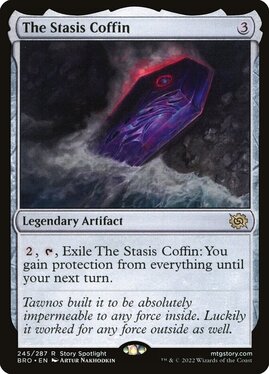 The Stasis Coffin 3
Legendary Artifact
2, T, Exile The Stasis Coffin: You
gain protection from everything until
your next turn.
Tawnos built it to be absolutely
impermeable to any force inside. Luckily
it worked for any force outside as well.
245/287 R Story Spotlight mtgstory.com
BRO • EN Artur Nakhodkin ™ & © 2022 Wizards of the Coast